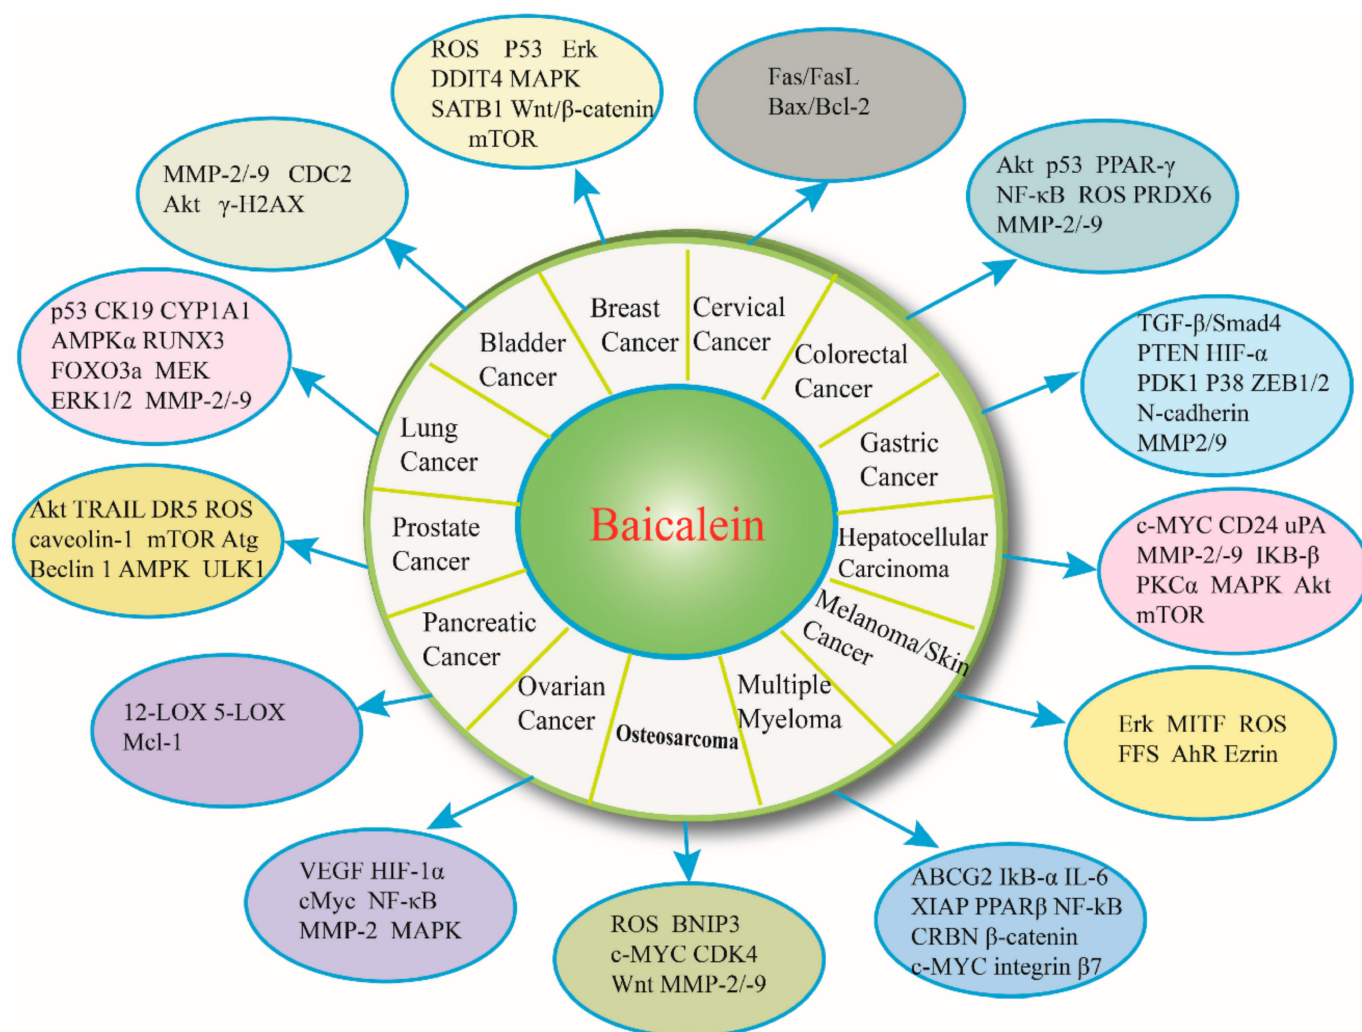 ROS P53 Erk
DDIT4 MAPK
SATB1 Wnt/β-catenin
mTOR
Fas/FasL
Bax/Bcl-2
Akt p53 PPAR-γ
NF-κB ROS PRDX6
MMP-2/-9
TGF-β/Smad4
PTEN HIF-α
PDK1 P38 ZEB1/2
N-cadherin
MMP2/9
c-MYC CD24 uPA
MMP-2/-9 IKB-β
PKCα MAPK Akt
mTOR
Erk MITF ROS
FFS AhR Ezrin
ABCG2 IkB-α IL-6
XIAP PPARβ NF-kB
CRBN β-catenin
c-MYC integrin β7
ROS BNIP3
c-MYC CDK4
Wnt MMP-2/-9
VEGF HIF-1α
cMyc NF-κB
MMP-2 MAPK
12-LOX 5-LOX
Mcl-1
Akt TRAIL DR5 ROS
caveolin-1 mTOR Atg
Beclin 1 AMPK ULK1
p53 CK19 CYP1A1
AMPKα RUNX3
FOXO3a MEK
ERK1/2 MMP-2/-9
MMP-2/-9 CDC2
Akt γ-H2AX
Breast
Cancer
Cervical
Cancer
Colorectal
Cancer
Gastric
Cancer
Hepatocellular
Carcinoma
Melanoma/Skin
Cancer
Multiple
Myeloma
Osteosarcoma
Ovarian
Cancer
Pancreatic
Cancer
Prostate
Cancer
Lung
Cancer
Bladder
Cancer
Baicalein